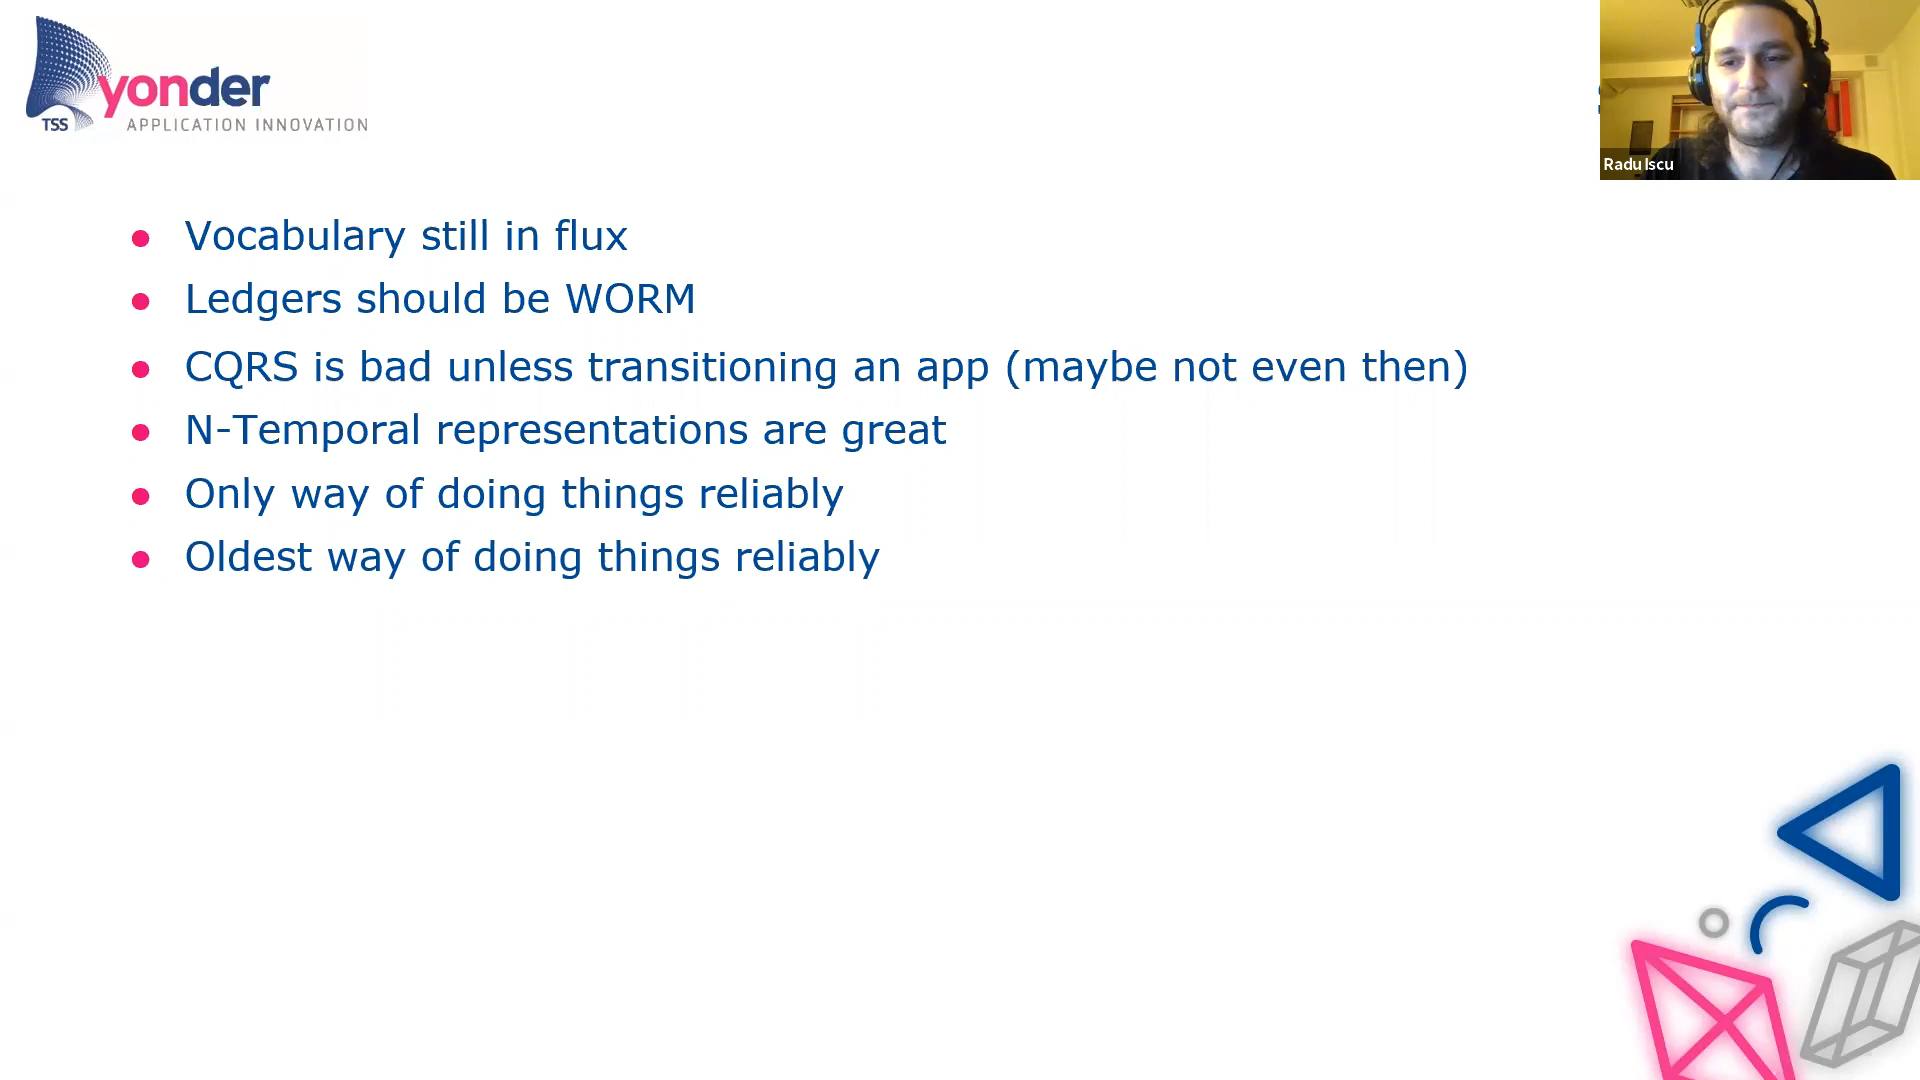 yonder
TSS
APPLICATION INNOVATION
Radu Iscu
Vocabulary still in flux
Ledgers should be WORM
CQRS is bad unless transitioning an app (maybe not even then)
N-Temporal representations are great
Only way of doing things reliably
Oldest way of doing things reliably